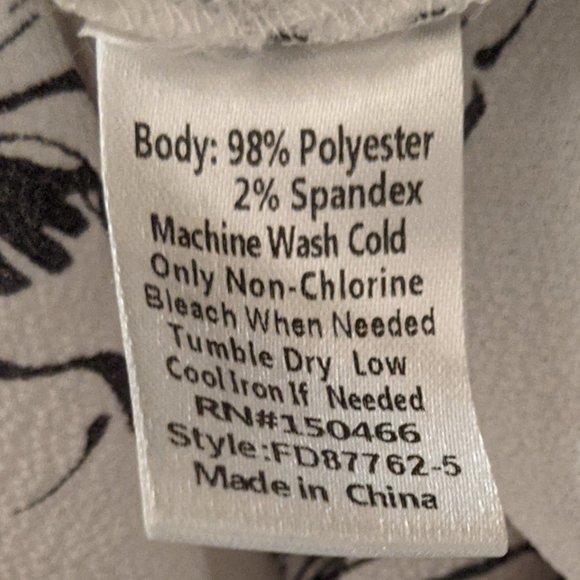 Body: 98% Polyester
2% Spandex
Machine Wash Cold
Only Non-Chlorine
Bleach When Needed
Tumble Dry Low
Cool Iron If Needed
RN#150466
Style:FD87762-5
Made in China